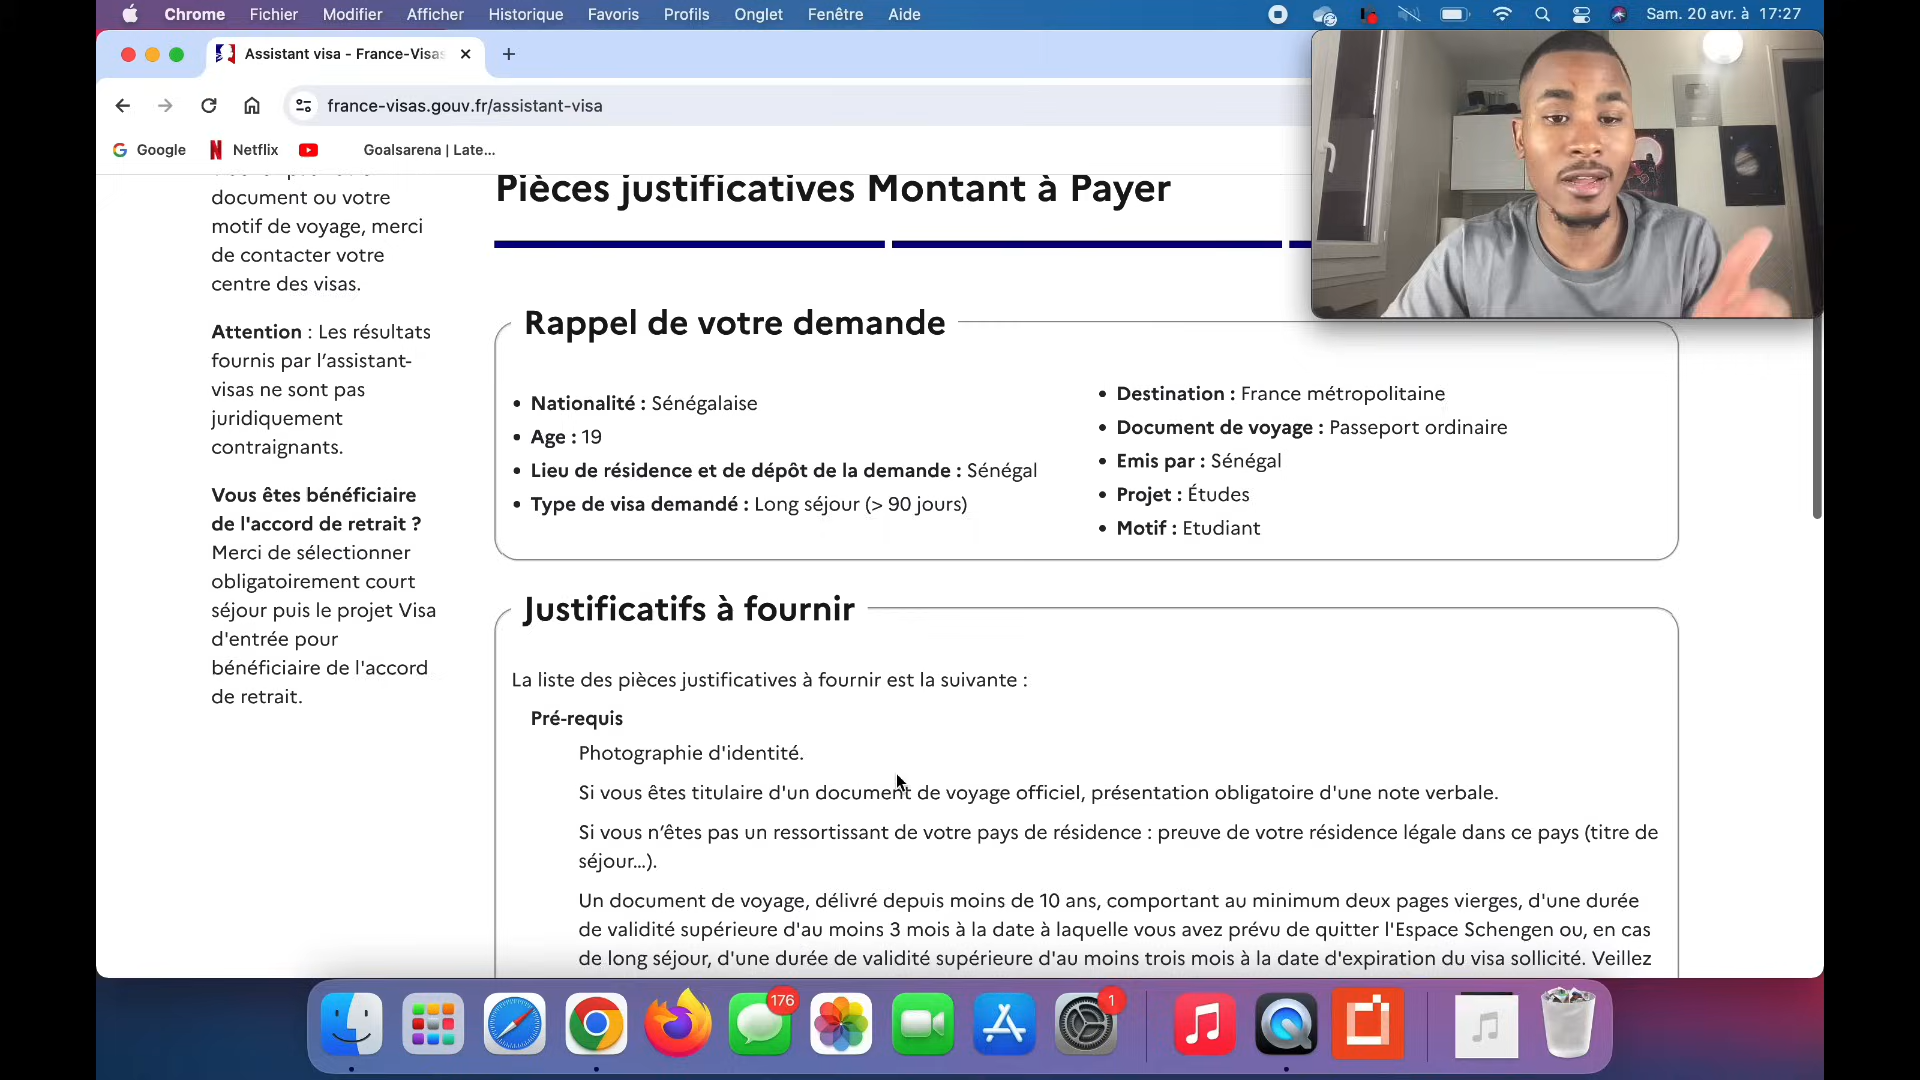 Chrome Fichier Modifier Afficher Historique Favoris Profils Onglet Fenêtre Aide Sam. 20 avr. à 17:27
Assistant visa - France-Visas
france-visas.gouv.fr/assistant-visa
Google Netflix Goalsarena | Late...
document ou votre
motif de voyage, merci
de contacter votre
centre des visas.
Attention : Les résultats
fournis par l’assistant-
visas ne sont pas
juridiquement
contraignants.
Vous êtes bénéficiaire
de l'accord de retrait ?
Merci de sélectionner
obligatoirement court
séjour puis le projet Visa
d'entrée pour
bénéficiaire de l'accord
de retrait.
Pièces justificatives Montant à Payer
Rappel de votre demande
Nationalité : Sénégalaise
Age : 19
Lieu de résidence et de dépôt de la demande : Sénégal
Type de visa demandé : Long séjour (> 90 jours)
Destination : France métropolitaine
Document de voyage : Passeport ordinaire
Emis par : Sénégal
Projet : Études
Motif : Etudiant
Justificatifs à fournir
La liste des pièces justificatives à fournir est la suivante :
Pré-requis
Photographie d'identité.
Si vous êtes titulaire d'un document de voyage officiel, présentation obligatoire d'une note verbale.
Si vous n’êtes pas un ressortissant de votre pays de résidence : preuve de votre résidence légale dans ce pays (titre de
séjour…).
Un document de voyage, délivré depuis moins de 10 ans, comportant au minimum deux pages vierges, d'une durée
de validité supérieure d'au moins 3 mois à la date à laquelle vous avez prévu de quitter l'Espace Schengen ou, en cas
de long séjour, d'une durée de validité supérieure d'au moins trois mois à la date d'expiration du visa sollicité. Veillez
176
1